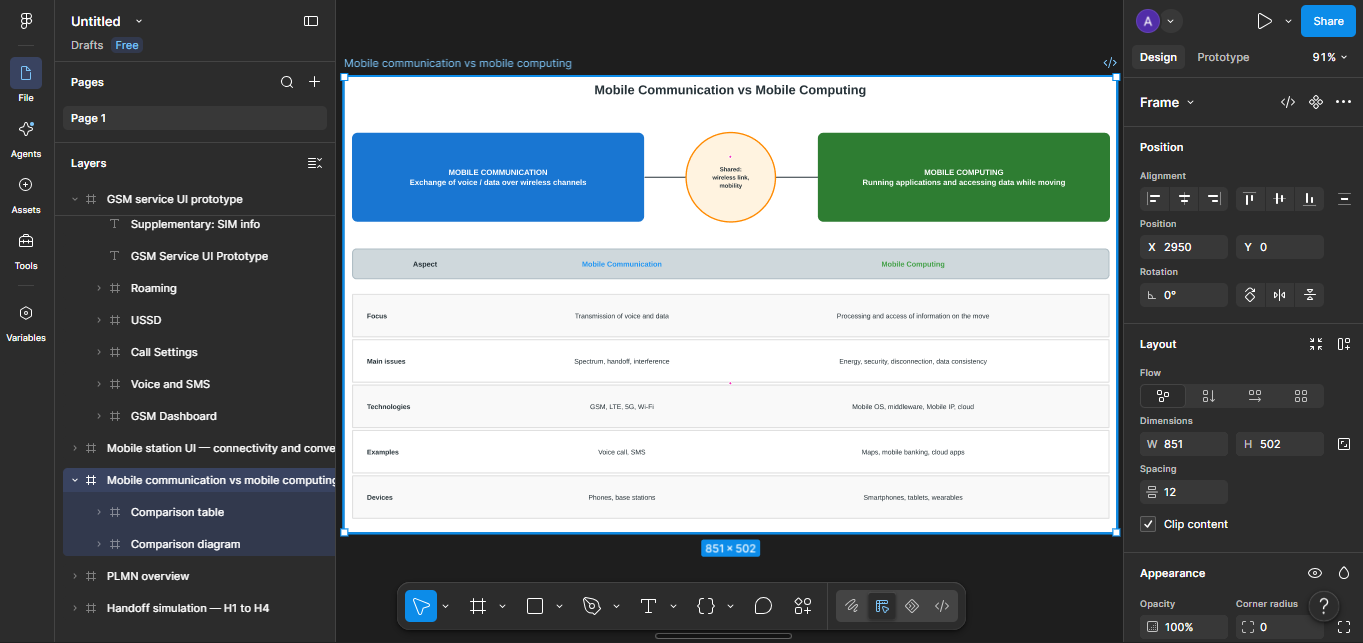 Untitled
Drafts Free
File
Agents
Assets
Tools
Variables
Pages
Page 1
Layers
GSM service UI prototype
Supplementary: SIM info
GSM Service UI Prototype
Roaming
USSD
Call Settings
Voice and SMS
GSM Dashboard
Mobile station UI — connectivity and conve
Mobile communication vs mobile computing
Comparison table
Comparison diagram
PLMN overview
Handoff simulation — H1 to H4
Mobile communication vs mobile computing
Mobile Communication vs Mobile Computing
MOBILE COMMUNICATION
Exchange of voice / data over wireless channels
Shared:
wireless link,
mobility
MOBILE COMPUTING
Running applications and accessing data while moving
Aspect Mobile Communication Mobile Computing
Focus Transmission of voice and data Processing and access of information on the move
Main issues Spectrum, handoff, interference Energy, security, disconnection, data consistency
Technologies GSM, LTE, 5G, Wi-Fi Mobile OS, middleware, Mobile IP, cloud
Examples Voice call, SMS Maps, mobile banking, cloud apps
Devices Phones, base stations Smartphones, tablets, wearables
851 × 502
A
Share
Design Prototype 91%
Frame
Position
Alignment
Position
X 2950 Y 0
Rotation
0°
Layout
Flow
Dimensions
W 851 H 502
Spacing
12
Clip content
Appearance
Opacity Corner radius
100% 0
?